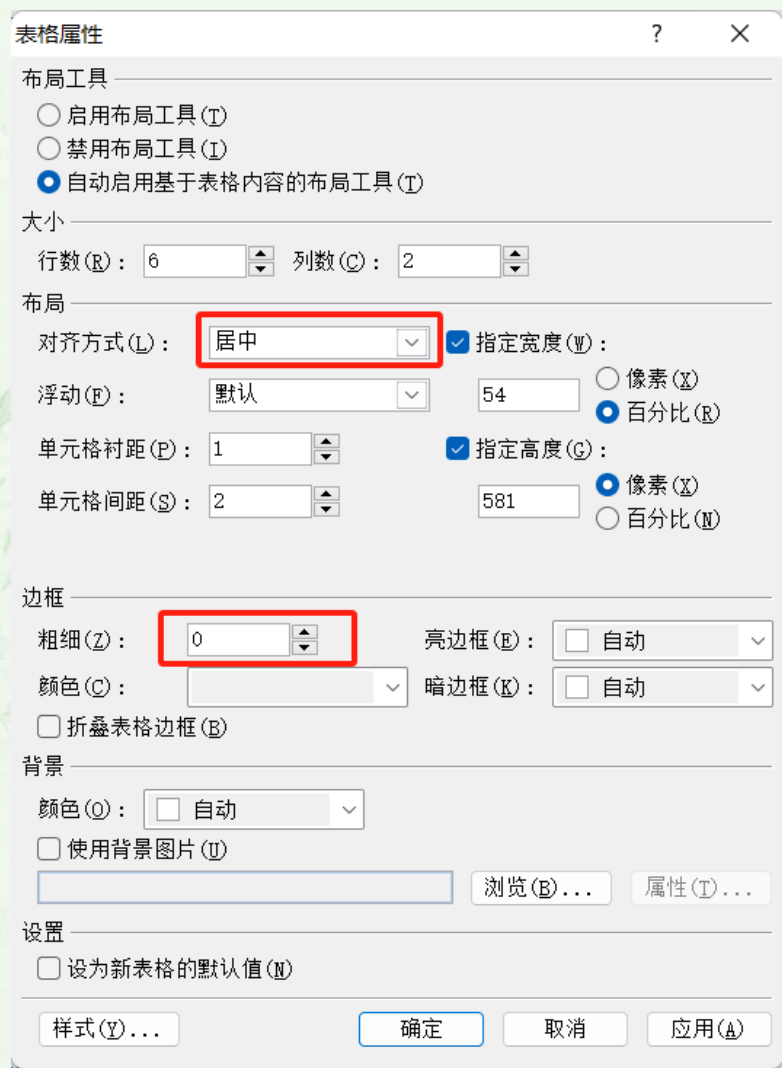 表格属性 ?
布局工具
启用布局工具(T)
禁用布局工具(I)
自动启用基于表格内容的布局工具(T)
大小
行数(R): 6 列数(C): 2
布局
对齐方式(L): 居中 指定宽度(W):
浮动(F): 默认 54 像素(X)
百分比(R)
单元格衬距(P): 1 指定高度(G):
单元格间距(S): 2 581 像素(X)
百分比(N)
边框
粗细(Z): 0 亮边框(E): 自动
颜色(C): 暗边框(K): 自动
折叠表格边框(B)
背景
颜色(O): 自动
使用背景图片(U)
浏览(B)... 属性(T)...
设置
设为新表格的默认值(N)
样式(Y)... 确定 取消 应用(A)